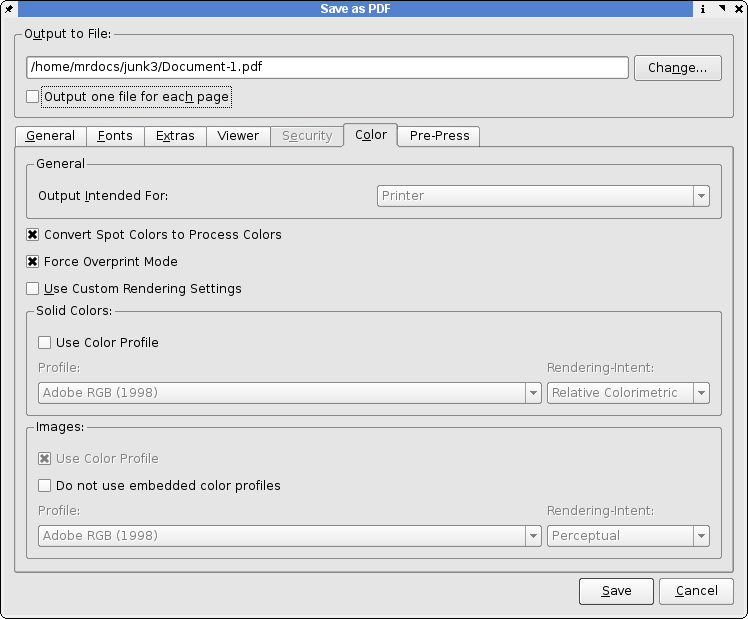 Save as PDF
Output to File:
/home/mrdocs/junk3/Document-1.pdf
Change...
Output one file for each page
General Fonts Extras Viewer Security Color Pre-Press
General
Output Intended For: Printer
Convert Spot Colors to Process Colors
Force Overprint Mode
Use Custom Rendering Settings
Solid Colors:
Use Color Profile
Profile: Rendering-Intent:
Adobe RGB (1998) Relative Colorimetric
Images:
Use Color Profile
Do not use embedded color profiles
Profile: Rendering-Intent:
Adobe RGB (1998) Perceptual
Save Cancel